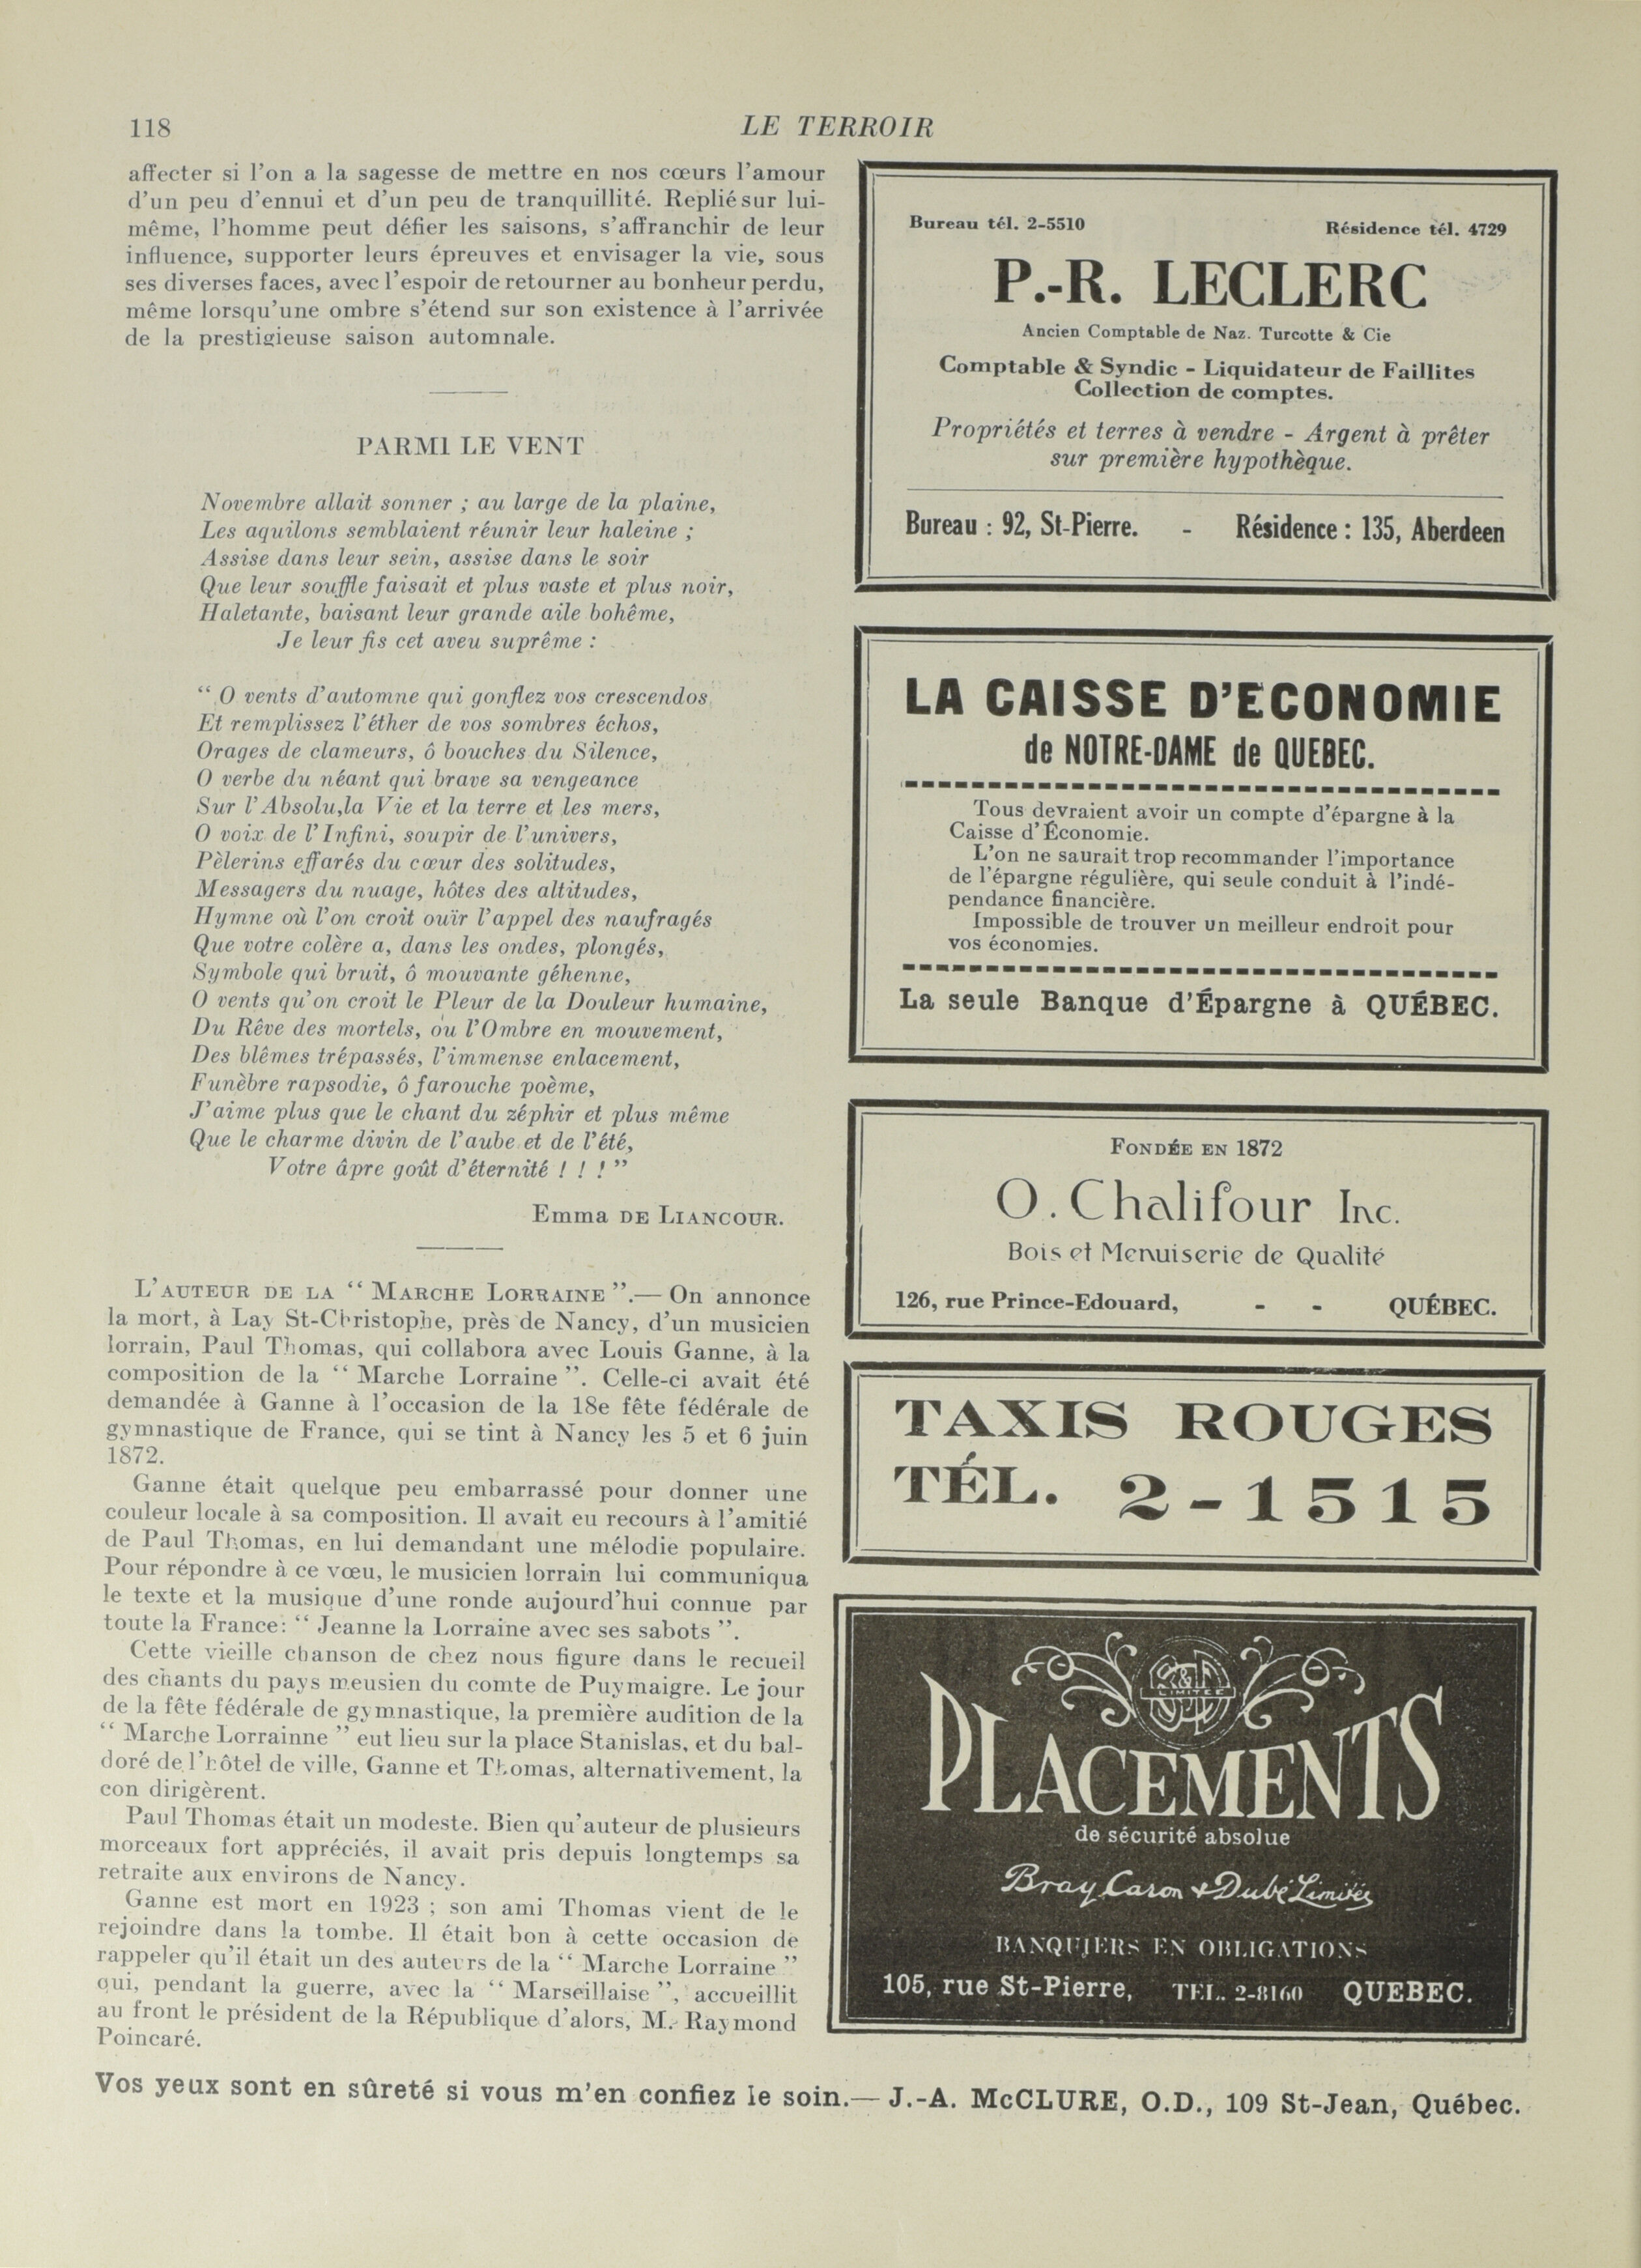 118
LE TERROIR
affecter si l'on a la sagesse de mettre en nos cœurs l'amour
d'un peu d'ennui et d'un peu de tranquillité. Replié sur lui-
même, l'homme peut défier les saisons, s'affranchir de leur
influence, supporter leurs épreuves et envisager la vie, sous
ses diverses faces, avec l'espoir de retourner au bonheur perdu,
même lorsqu'une ombre s'étend sur son existence à l'arrivée
de la prestigieuse saison automnale.
PARMI LE VENT
Novembre allait sonner ; au large de la plaine,
Les aquilons semblaient réunir leur haleine ;
Assise dans leur sein, assise dans le soir
Que leur souffle faisait et plus vaste et plus noir,
Haletante, baisant leur grande aile bohême,
Je leur fis cet aveu suprême :
“ O vents d'automne qui gonflez vos crescendos
Et remplissez l'éther de vos sombres échos,
Orages de clameurs, ô bouches du Silence,
O verbe du néant qui brave sa vengeance
Sur l'Absolu,la Vie et la terre et les mers,
O voix de l'Infini, soupir de l'univers,
Pèlerins effarés du cœur des solitudes,
Messagers du nuage, hôtes des altitudes,
Hymne où l'on croit ouïr l'appel des naufragés
Que votre colère a, dans les ondes, plongés,
Symbole qui bruit, ô mouvante géhenne,
O vents qu'on croit le Pleur de la Douleur humaine,
Du Rêve des mortels, ou l'Ombre en mouvement,
Des blêmes trépassés, l'immense enlacement,
Funèbre rapsodie, ô farouche poème,
J'aime plus que le chant du zéphir et plus même
Que le charme divin de l'aube et de l'été,
Votre âpre goût d'éternité ! ! ! ”
Emma DE LIANCOUR.
L'AUTEUR DE LA “ MARCHE LORRAINE ”.— On annonce
la mort, à Lay St-Christophe, près de Nancy, d'un musicien
lorrain, Paul Thomas, qui collabora avec Louis Ganne, à la
composition de la “ Marche Lorraine ”. Celle-ci avait été
demandée à Ganne à l'occasion de la 18e fête fédérale de
gymnastique de France, qui se tint à Nancy les 5 et 6 juin
1872.
Ganne était quelque peu embarrassé pour donner une
couleur locale à sa composition. Il avait eu recours à l'amitié
de Paul Thomas, en lui demandant une mélodie populaire.
Pour répondre à ce vœu, le musicien lorrain lui communiqua
le texte et la musique d'une ronde aujourd'hui connue par
toute la France: “ Jeanne la Lorraine avec ses sabots ”.
Cette vieille chanson de chez nous figure dans le recueil
des chants du pays meusien du comte de Puymaigre. Le jour
de la fête fédérale de gymnastique, la première audition de la
“ Marche Lorrainne ” eut lieu sur la place Stanislas, et du bal-
doré de l'hôtel de ville, Ganne et Thomas, alternativement, la
con dirigèrent.
Paul Thomas était un modeste. Bien qu'auteur de plusieurs
morceaux fort appréciés, il avait pris depuis longtemps sa
retraite aux environs de Nancy.
Ganne est mort en 1923 ; son ami Thomas vient de le
rejoindre dans la tombe. Il était bon à cette occasion de
rappeler qu'il était un des auteurs de la “ Marche Lorraine ”
qui, pendant la guerre, avec la “ Marseillaise ”, accueillit
au front le président de la République d'alors, M. Raymond
Poincaré.
Bureau tél. 2-5510 Résidence tél. 4729
P.-R. LECLERC
Ancien Comptable de Naz. Turcotte & Cie
Comptable & Syndic - Liquidateur de Faillites
Collection de comptes.
Propriétés et terres à vendre - Argent à prêter
sur première hypothèque.
Bureau : 92, St-Pierre. - Résidence : 135, Aberdeen
LA CAISSE D'ECONOMIE
de NOTRE-DAME de QUEBEC.
Tous devraient avoir un compte d'épargne à la
Caisse d'Économie.
L'on ne saurait trop recommander l'importance
de l'épargne régulière, qui seule conduit à l'indé-
pendance financière.
Impossible de trouver un meilleur endroit pour
vos économies.
La seule Banque d'Épargne à QUÉBEC.
FONDÉE EN 1872
O. Chalifour Inc.
Bois et Menuiserie de Qualité
126, rue Prince-Edouard, - - QUÉBEC.
TAXIS ROUGES
TÉL. 2-1515
LIMITEE
PLACEMENTS
de sécurité absolue
Bray Caron & Dubé Limitée
BANQUIERS EN OBLIGATIONS
105, rue St-Pierre, TEL. 2-8160 QUEBEC.
Vos yeux sont en sûreté si vous m'en confiez le soin.— J.-A. McCLURE, O.D., 109 St-Jean, Québec.